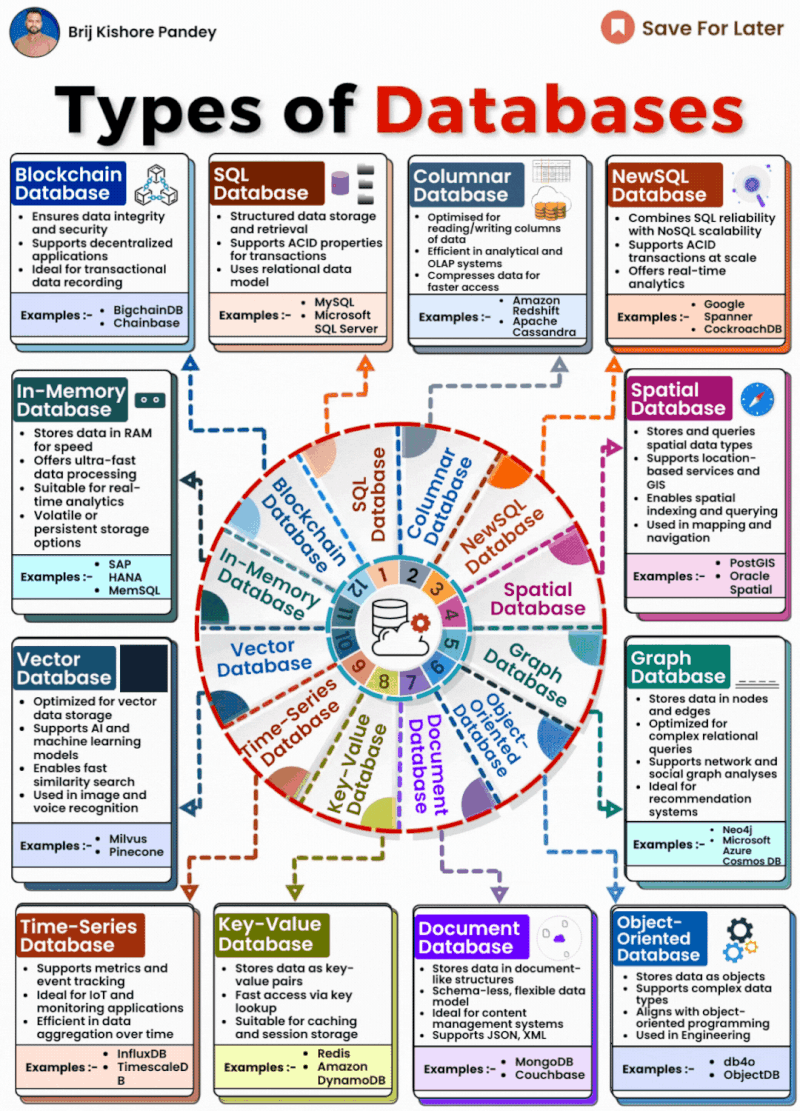 Brij Kishore Pandey
Save For Later
Types of Databases
Blockchain
Database
Ensures data integrity
and security
Supports decentralized
applications
Ideal for transactional
data recording
Examples :-
BigchainDB
Chainbase
SQL
Database
Structured data storage
and retrieval
Supports ACID properties
for transactions
Uses relational data
model
Examples :-
MySQL
Microsoft
SQL Server
Columnar
Database
Optimised for
reading/writing columns
of data
Efficient in analytical and
OLAP systems
Compresses data for
faster access
Examples :-
Amazon
Redshift
Apache
Cassandra
NewSQL
Database
Combines SQL reliability
with NoSQL scalability
Supports ACID
transactions at scale
Offers real-time
analytics
Examples :-
Google
Spanner
CockroachDB
In-Memory
Database
Stores data in RAM
for speed
Offers ultra-fast
data processing
Suitable for real-
time analytics
Volatile or
persistent storage
options
Examples :-
SAP
HANA
MemSQL
Spatial
Database
Stores and queries
spatial data types
Supports location-
based services and
GIS
Enables spatial
indexing and querying
Used in mapping and
navigation
Examples :-
PostGIS
Oracle
Spatial
SQL
Database
Columnar
Database
NewSQL
Database
Spatial
Database
Graph
Database
Object-
Oriented
Database
Document
Database
Key-Value
Database
Time-Series
Database
Vector
Database
In-Memory
Database
Blockchain
Database
1
2
3
4
5
6
7
8
9
10
11
12
Vector
Database
Optimized for vector
data storage
Supports AI and
machine learning
models
Enables fast
similarity search
Used in image and
voice recognition
Examples :-
Milvus
Pinecone
Graph
Database
Stores data in nodes
and edges
Optimized for
complex relational
queries
Supports network and
social graph analyses
Ideal for
recommendation
systems
Examples :-
Neo4j
Microsoft
Azure
Cosmos DB
Time-Series
Database
Supports metrics and
event tracking
Ideal for IoT and
monitoring applications
Efficient in data
aggregation over time
Examples :-
InfluxDB
TimescaleD
B
Key-Value
Database
Stores data as key-
value pairs
Fast access via key
lookup
Suitable for caching
and session storage
Examples :-
Redis
Amazon
DynamoDB
Document
Database
Stores data in document-
like structures
Schema-less, flexible data
model
Ideal for content
management systems
Supports JSON, XML
Examples :-
MongoDB
Couchbase
Object-
Oriented
Database
Stores data as objects
Supports complex data
types
Aligns with object-
oriented programming
Used in Engineering
Examples :-
db4o
ObjectDB